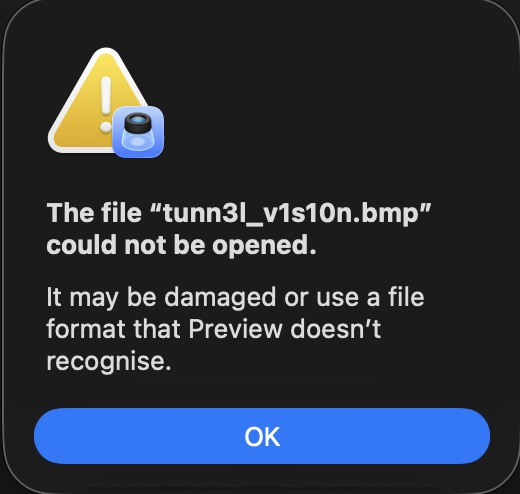 The file “tunn3l_v1s10n.bmp”
could not be opened.
It may be damaged or use a file
format that Preview doesn’t
recognise.
OK